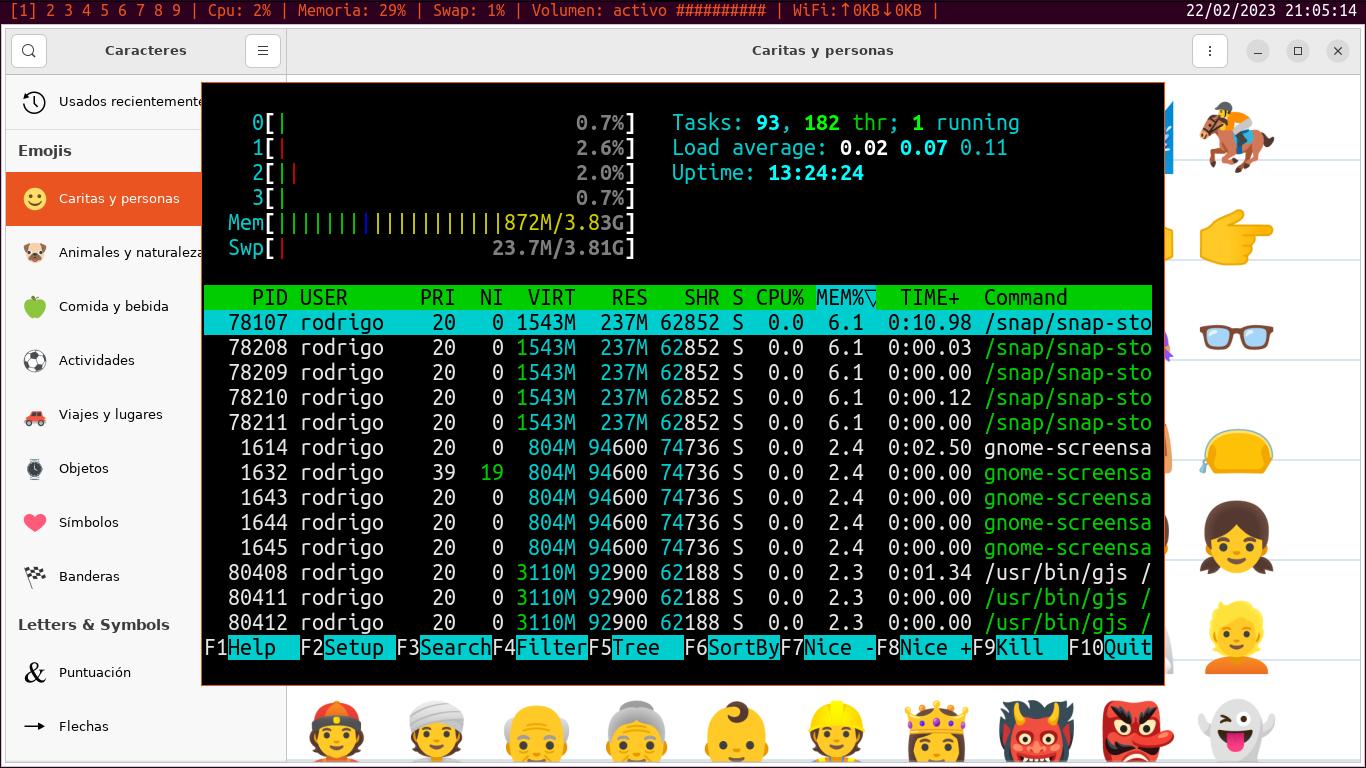 [1] 2 3 4 5 6 7 8 9 | Cpu: 2% | Memoria: 29% | Swap: 1% | Volumen: activo ########## | WiFi:↑0KB↓0KB | 22/02/2023 21:05:14
Caracteres
Caritas y personas
Usados recientemente
Emojis
Caritas y personas
Animales y naturaleza
Comida y bebida
Actividades
Viajes y lugares
Objetos
Símbolos
Banderas
Letters & Symbols
& Puntuación
Flechas
0[| 0.7%] Tasks: 93, 182 thr; 1 running
1[| 2.6%] Load average: 0.02 0.07 0.11
2[|| 2.0%] Uptime: 13:24:24
3[| 0.7%]
Mem[|||||||||||||||||||872M/3.83G]
Swp[| 23.7M/3.81G]
PID USER PRI NI VIRT RES SHR S CPU% MEM%▽ TIME+ Command
78107 rodrigo 20 0 1543M 237M 62852 S 0.0 6.1 0:10.98 /snap/snap-sto
78208 rodrigo 20 0 1543M 237M 62852 S 0.0 6.1 0:00.03 /snap/snap-sto
78209 rodrigo 20 0 1543M 237M 62852 S 0.0 6.1 0:00.00 /snap/snap-sto
78210 rodrigo 20 0 1543M 237M 62852 S 0.0 6.1 0:00.12 /snap/snap-sto
78211 rodrigo 20 0 1543M 237M 62852 S 0.0 6.1 0:00.00 /snap/snap-sto
1614 rodrigo 20 0 804M 94600 74736 S 0.0 2.4 0:02.50 gnome-screensa
1632 rodrigo 39 19 804M 94600 74736 S 0.0 2.4 0:00.00 gnome-screensa
1643 rodrigo 20 0 804M 94600 74736 S 0.0 2.4 0:00.00 gnome-screensa
1644 rodrigo 20 0 804M 94600 74736 S 0.0 2.4 0:00.00 gnome-screensa
1645 rodrigo 20 0 804M 94600 74736 S 0.0 2.4 0:00.00 gnome-screensa
80408 rodrigo 20 0 3110M 92900 62188 S 0.0 2.3 0:01.34 /usr/bin/gjs /
80411 rodrigo 20 0 3110M 92900 62188 S 0.0 2.3 0:00.00 /usr/bin/gjs /
80412 rodrigo 20 0 3110M 92900 62188 S 0.0 2.3 0:00.00 /usr/bin/gjs /
F1Help F2Setup F3SearchF4FilterF5Tree F6SortByF7Nice -F8Nice +F9Kill F10Quit